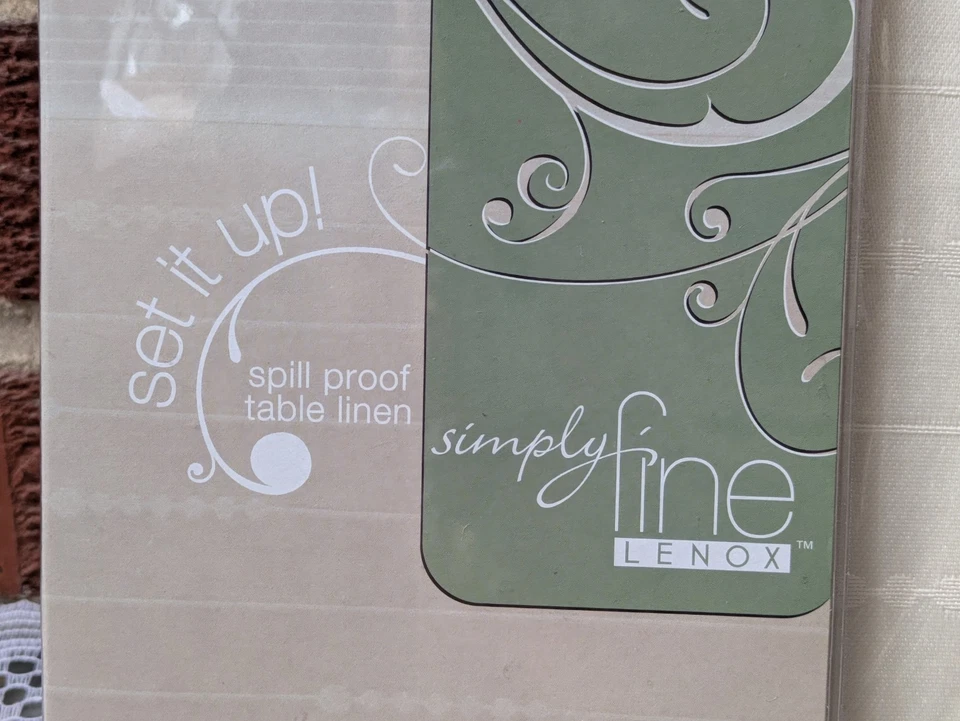 set it up!
spill proof
table linen
simply fine
LENOX™